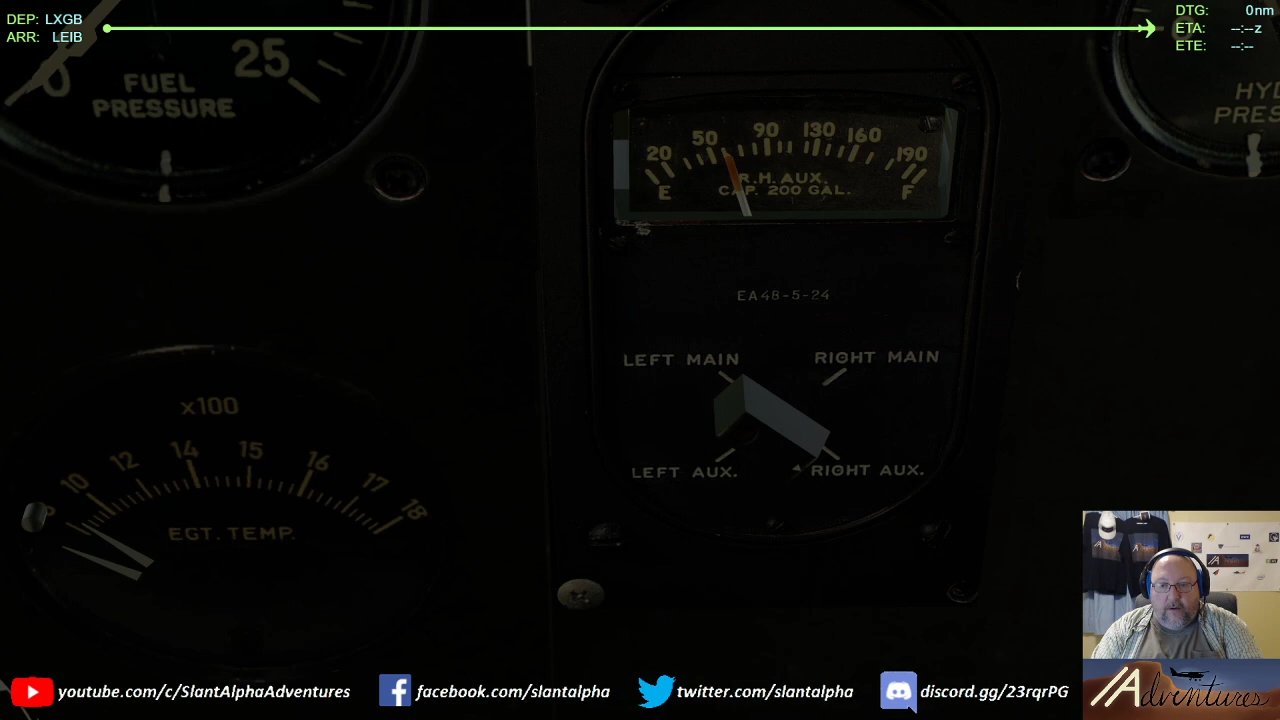 DEP: LXGB
ARR: LEIB
DTG: 0nm
ETA: --:--z
ETE: --:--
0 25
FUEL
PRESSURE
20 50 90 130 160 190
R.H. AUX.
E CAP. 200 GAL. F
EA48-5-24
LEFT MAIN RIGHT MAIN
LEFT AUX. RIGHT AUX.
x100
10 12 14 15 16 17 18
EGT. TEMP.
youtube.com/c/SlantAlphaAdventures
facebook.com/slantalpha
twitter.com/slantalpha
discord.gg/23rqrPG
Adventures